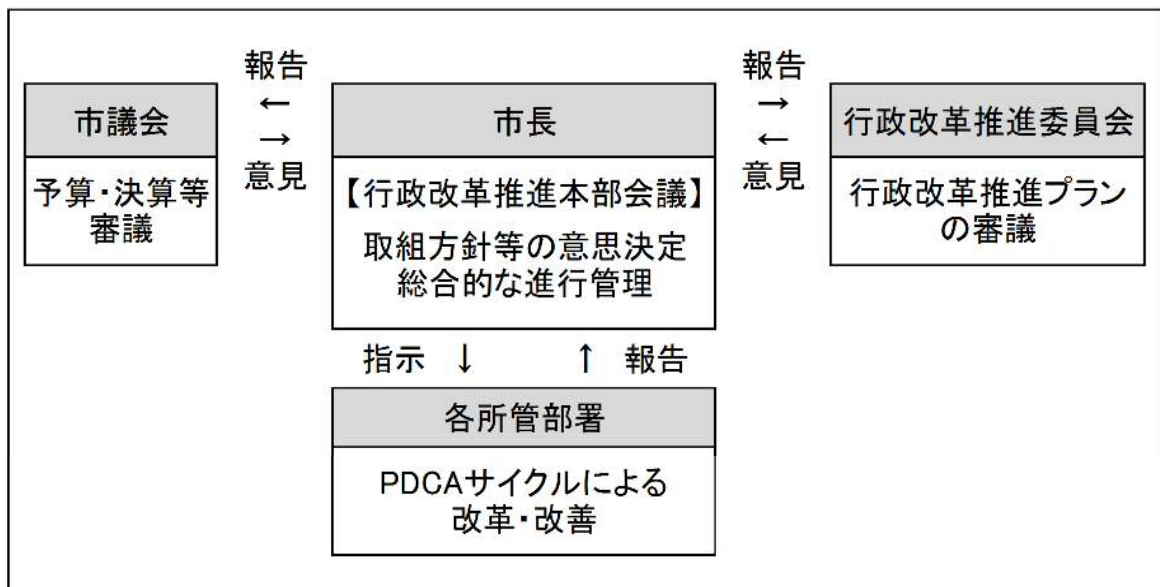 報告
←
→
意見
報告
→
←
意見
市議会
予算・決算等
審議
市長
【行政改革推進本部会議】
取組方針等の意思決定
総合的な進行管理
行政改革推進委員会
行政改革推進プラン
の審議
指示 ↓ ↑ 報告
各所管部署
PDCAサイクルによる
改革・改善